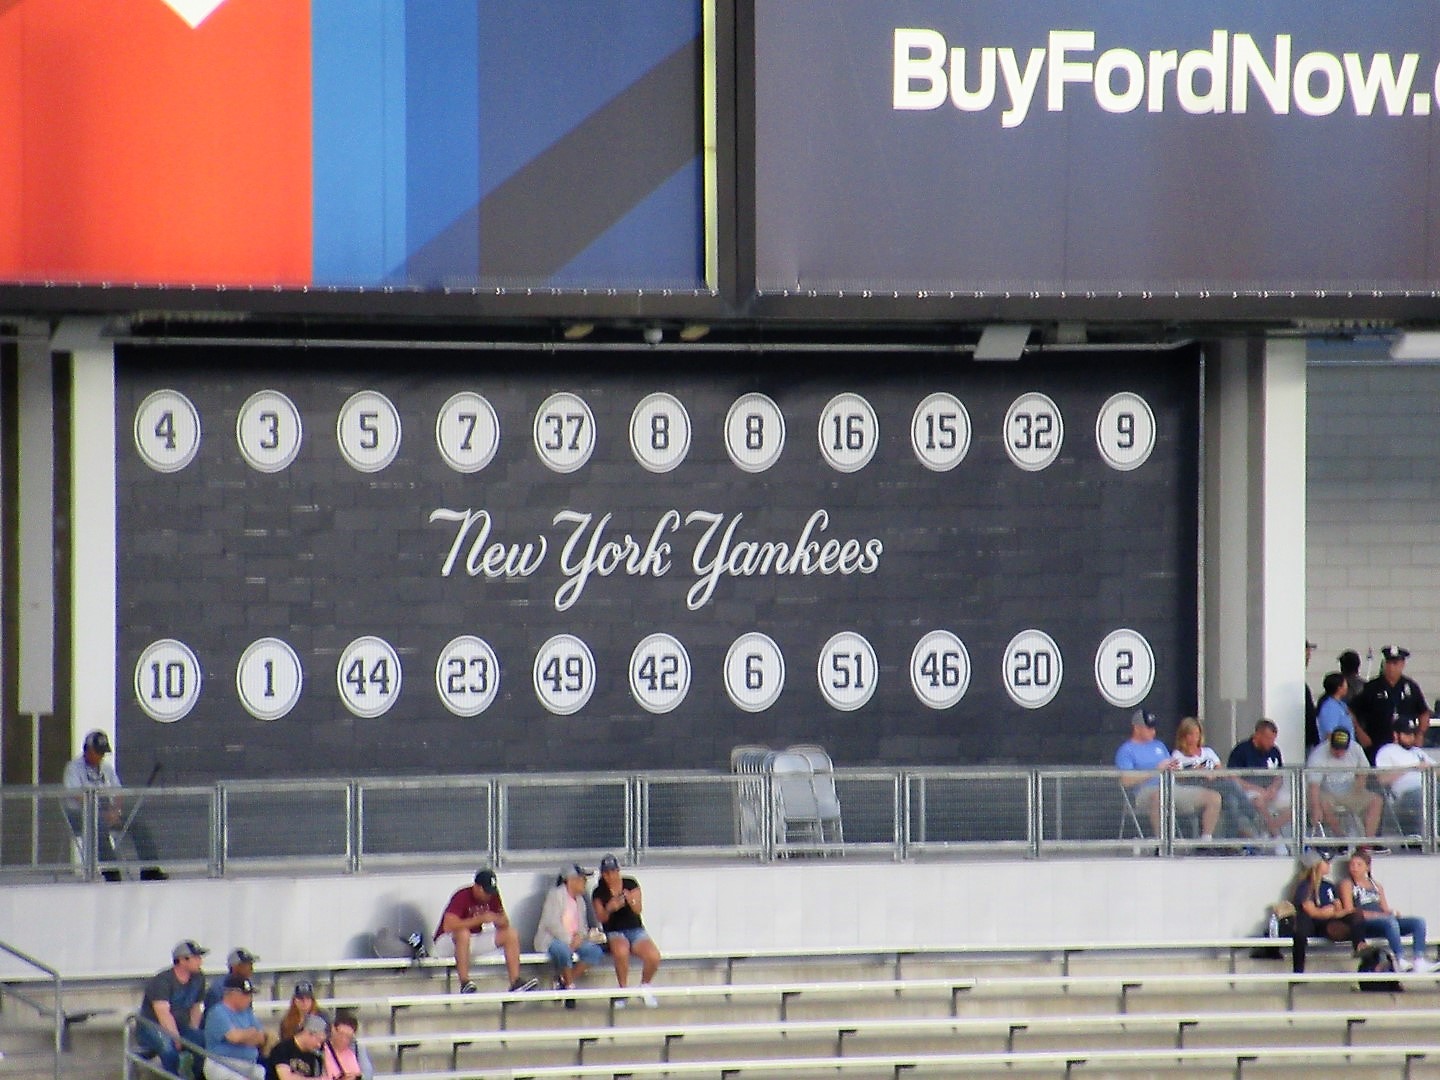 BuyFordNow.
4 3 5 7 37 8 8 16 15 32 9
New York Yankees
10 1 44 23 49 42 6 51 46 20 2